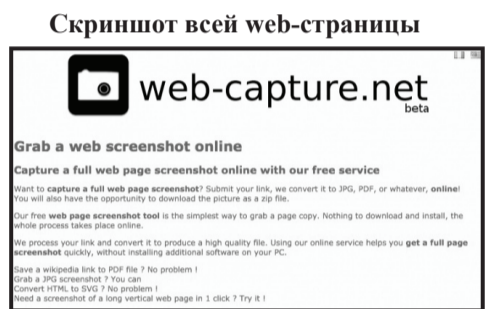 Скриншот всей web-страницы
web-capture.net
beta
Grab a web screenshot online
Capture a full web page screenshot online with our free service
Want to capture a full web page screenshot? Submit your link, we convert it to JPG, PDF, or whatever, online!
You will also have the opportunity to download the picture as a zip file.
Our free web page screenshot tool is the simplest way to grab a page copy. Nothing to download and install, the
whole process takes place online.
We process your link and convert it to produce a high quality file. Using our online service helps you get a full page
screenshot quickly, without installing additional software on your PC.
Save a wikipedia link to PDF file ? No problem !
Grab a JPG screenshot ? You can
Convert HTML to SVG ? No problem !
Need a screenshot of a long vertical web page in 1 click ? Try it !